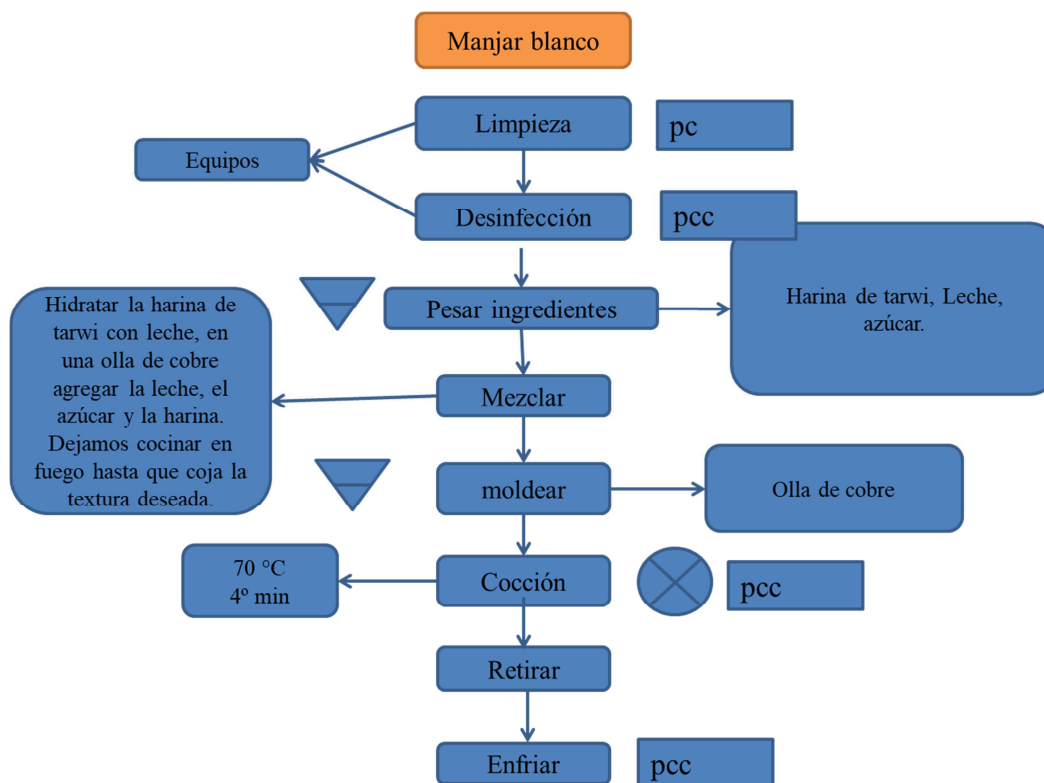 Manjar blanco
Limpieza
pc
Equipos
Desinfección
pcc
Pesar ingredientes
Harina de tarwi, Leche,
azúcar.
Hidratar la harina de
tarwi con leche, en
una olla de cobre
agregar la leche, el
azúcar y la harina.
Dejamos cocinar en
fuego hasta que coja la
textura deseada.
Mezclar
moldear
Olla de cobre
70 °C
4º min
Cocción
pcc
Retirar
Enfriar
pcc